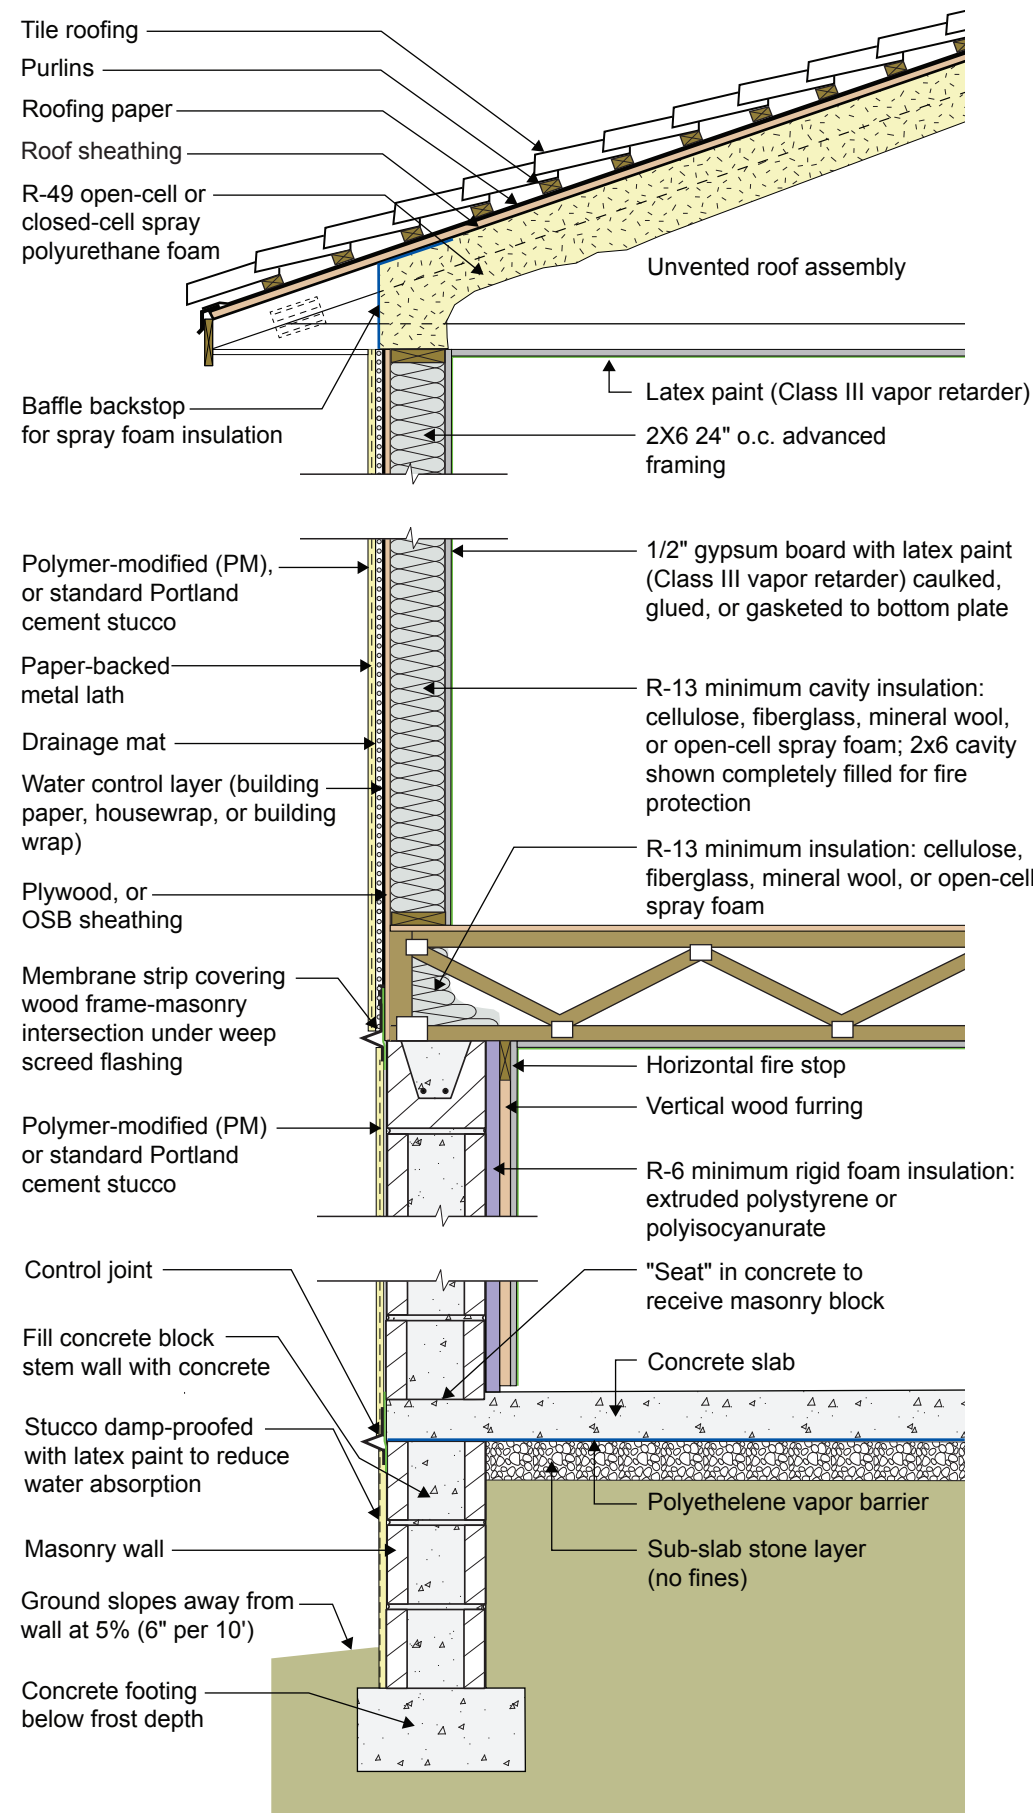 Tile roofing
Purlins
Roofing paper
Roof sheathing
R-49 open-cell or
closed-cell spray
polyurethane foam
Unvented roof assembly
Baffle backstop
for spray foam insulation
Latex paint (Class III vapor retarder)
2X6 24" o.c. advanced
framing
Polymer-modified (PM),
or standard Portland
cement stucco
1/2" gypsum board with latex paint
(Class III vapor retarder) caulked,
glued, or gasketed to bottom plate
Paper-backed
metal lath
R-13 minimum cavity insulation:
cellulose, fiberglass, mineral wool,
or open-cell spray foam; 2x6 cavity
shown completely filled for fire
protection
Drainage mat
Water control layer (building
paper, housewrap, or building
wrap)
R-13 minimum insulation: cellulose,
fiberglass, mineral wool, or open-cell
spray foam
Plywood, or
OSB sheathing
Membrane strip covering
wood frame-masonry
intersection under weep
screed flashing
Horizontal fire stop
Vertical wood furring
Polymer-modified (PM)
or standard Portland
cement stucco
R-6 minimum rigid foam insulation:
extruded polystyrene or
polyisocyanurate
Control joint
"Seat" in concrete to
receive masonry block
Fill concrete block
stem wall with concrete
Concrete slab
Stucco damp-proofed
with latex paint to reduce
water absorption
Polyethelene vapor barrier
Masonry wall
Sub-slab stone layer
(no fines)
Ground slopes away from
wall at 5% (6" per 10')
Concrete footing
below frost depth